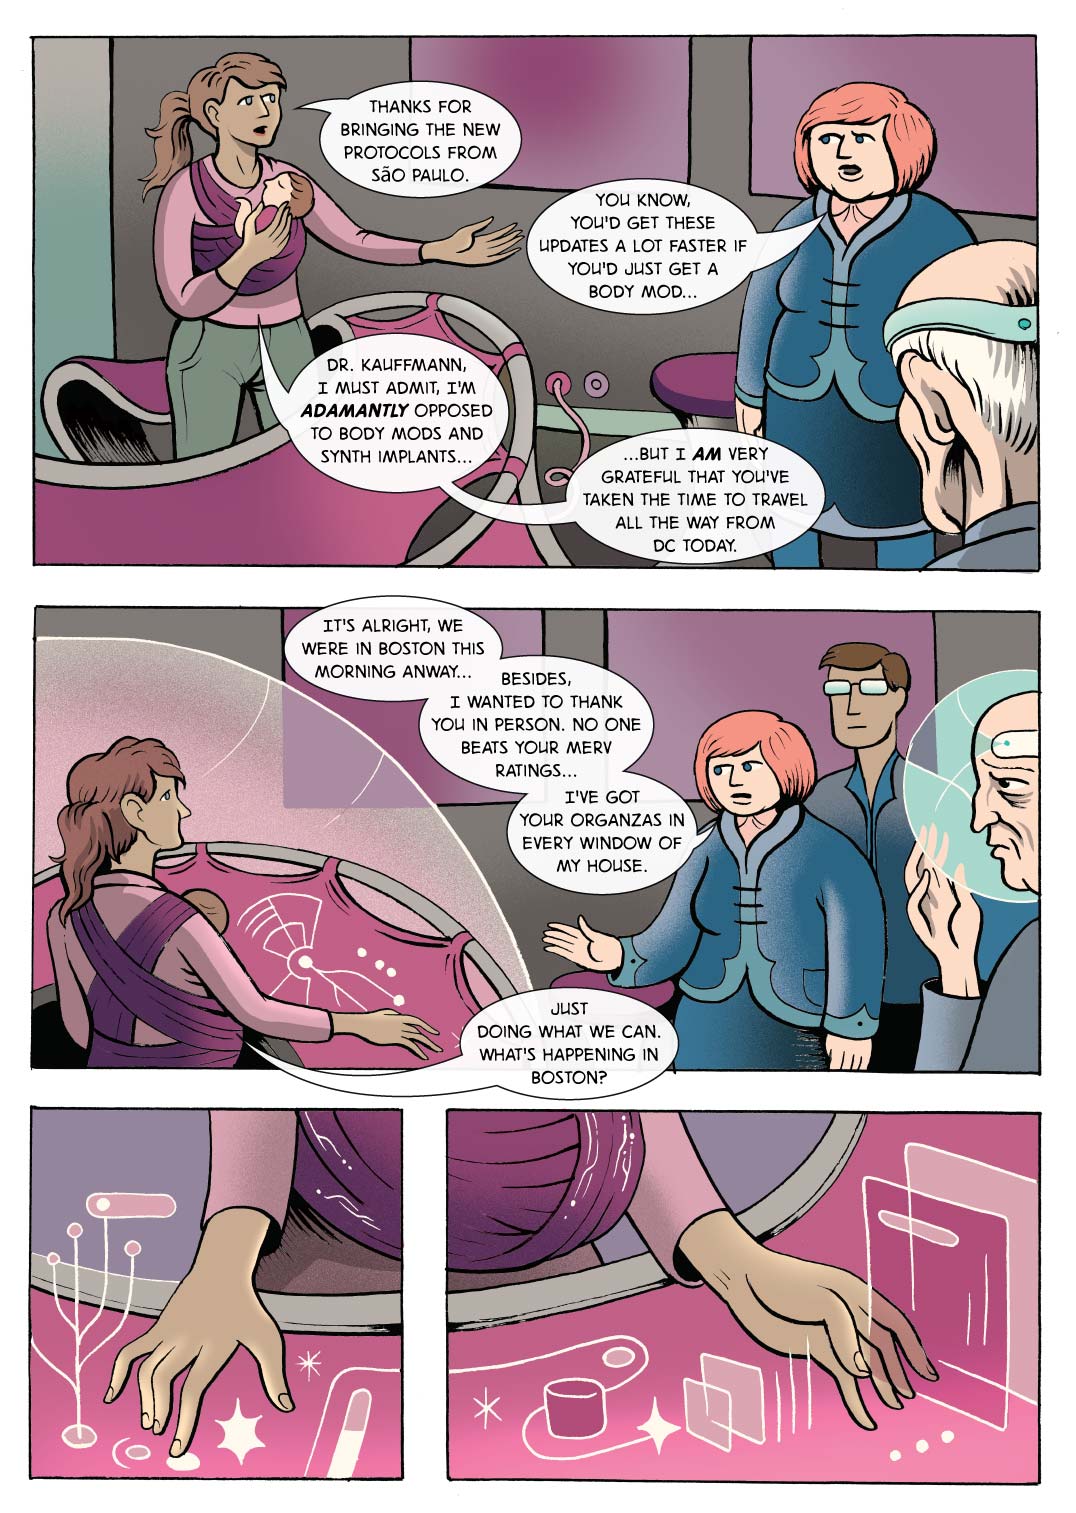 THANKS FOR
BRINGING THE NEW
PROTOCOLS FROM
SãO PAULO.
YOU KNOW,
YOU'D GET THESE
UPDATES A LOT FASTER IF
YOU'D JUST GET A
BODY MOD...
DR. KAUFFMANN,
I MUST ADMIT, I'M
ADAMANTLY OPPOSED
TO BODY MODS AND
SYNTH IMPLANTS...
...BUT I AM VERY
GRATEFUL THAT YOU'VE
TAKEN THE TIME TO TRAVEL
ALL THE WAY FROM
DC TODAY.
IT'S ALRIGHT, WE
WERE IN BOSTON THIS
MORNING ANWAY...
BESIDES,
I WANTED TO THANK
YOU IN PERSON. NO ONE
BEATS YOUR MERV
RATINGS...
I'VE GOT
YOUR ORGANZAS IN
EVERY WINDOW OF
MY HOUSE.
JUST
DOING WHAT WE CAN.
WHAT'S HAPPENING IN
BOSTON?